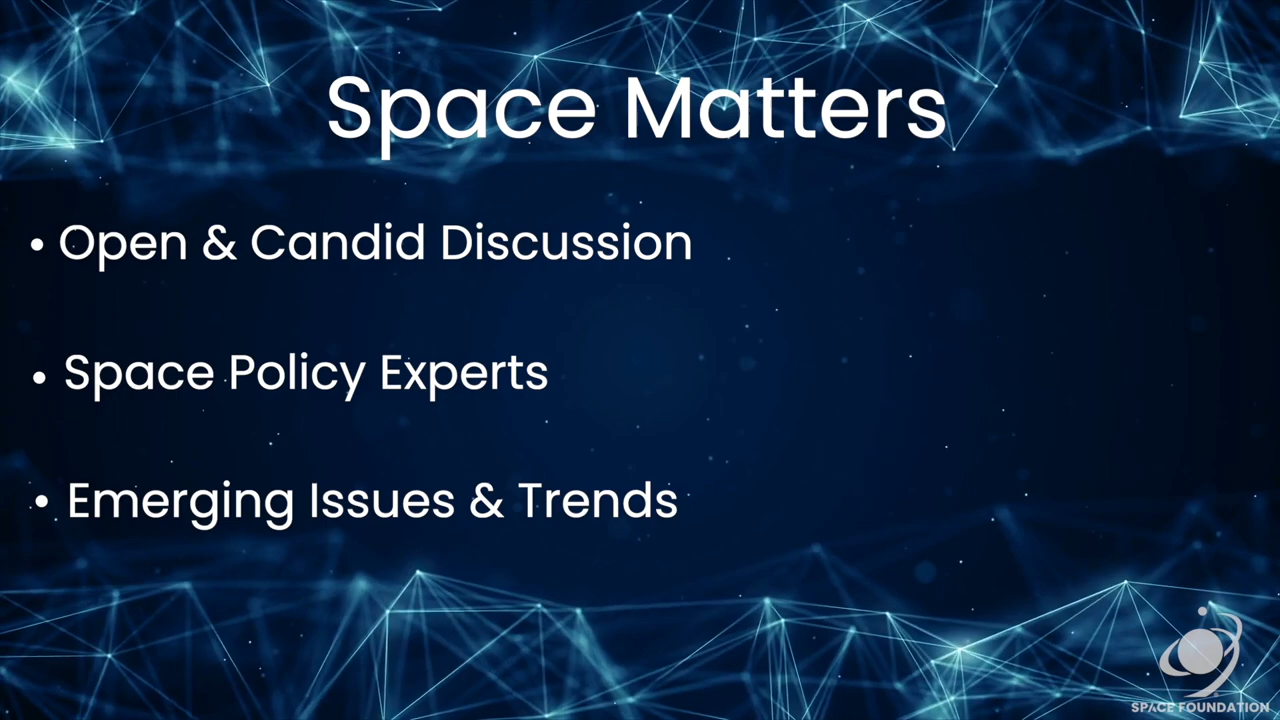 Space Matters
• Open & Candid Discussion
• Space Policy Experts
• Emerging Issues & Trends
SPACE FOUNDATION